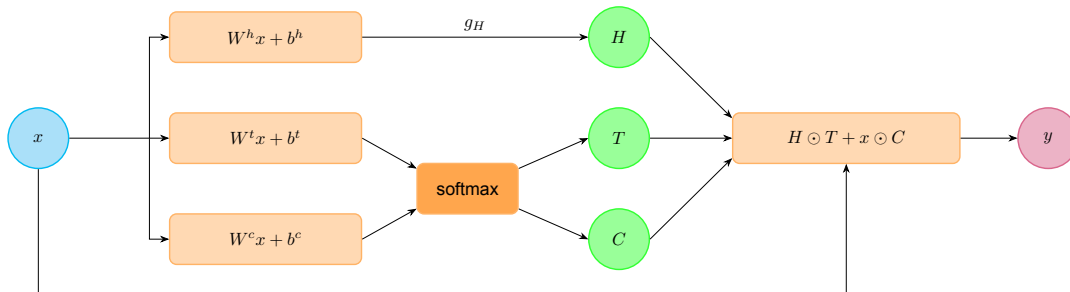 x
W^h x + b^h
g_H
H
W^t x + b^t
T
softmax
W^c x + b^c
C
H ⊙ T + x ⊙ C
y